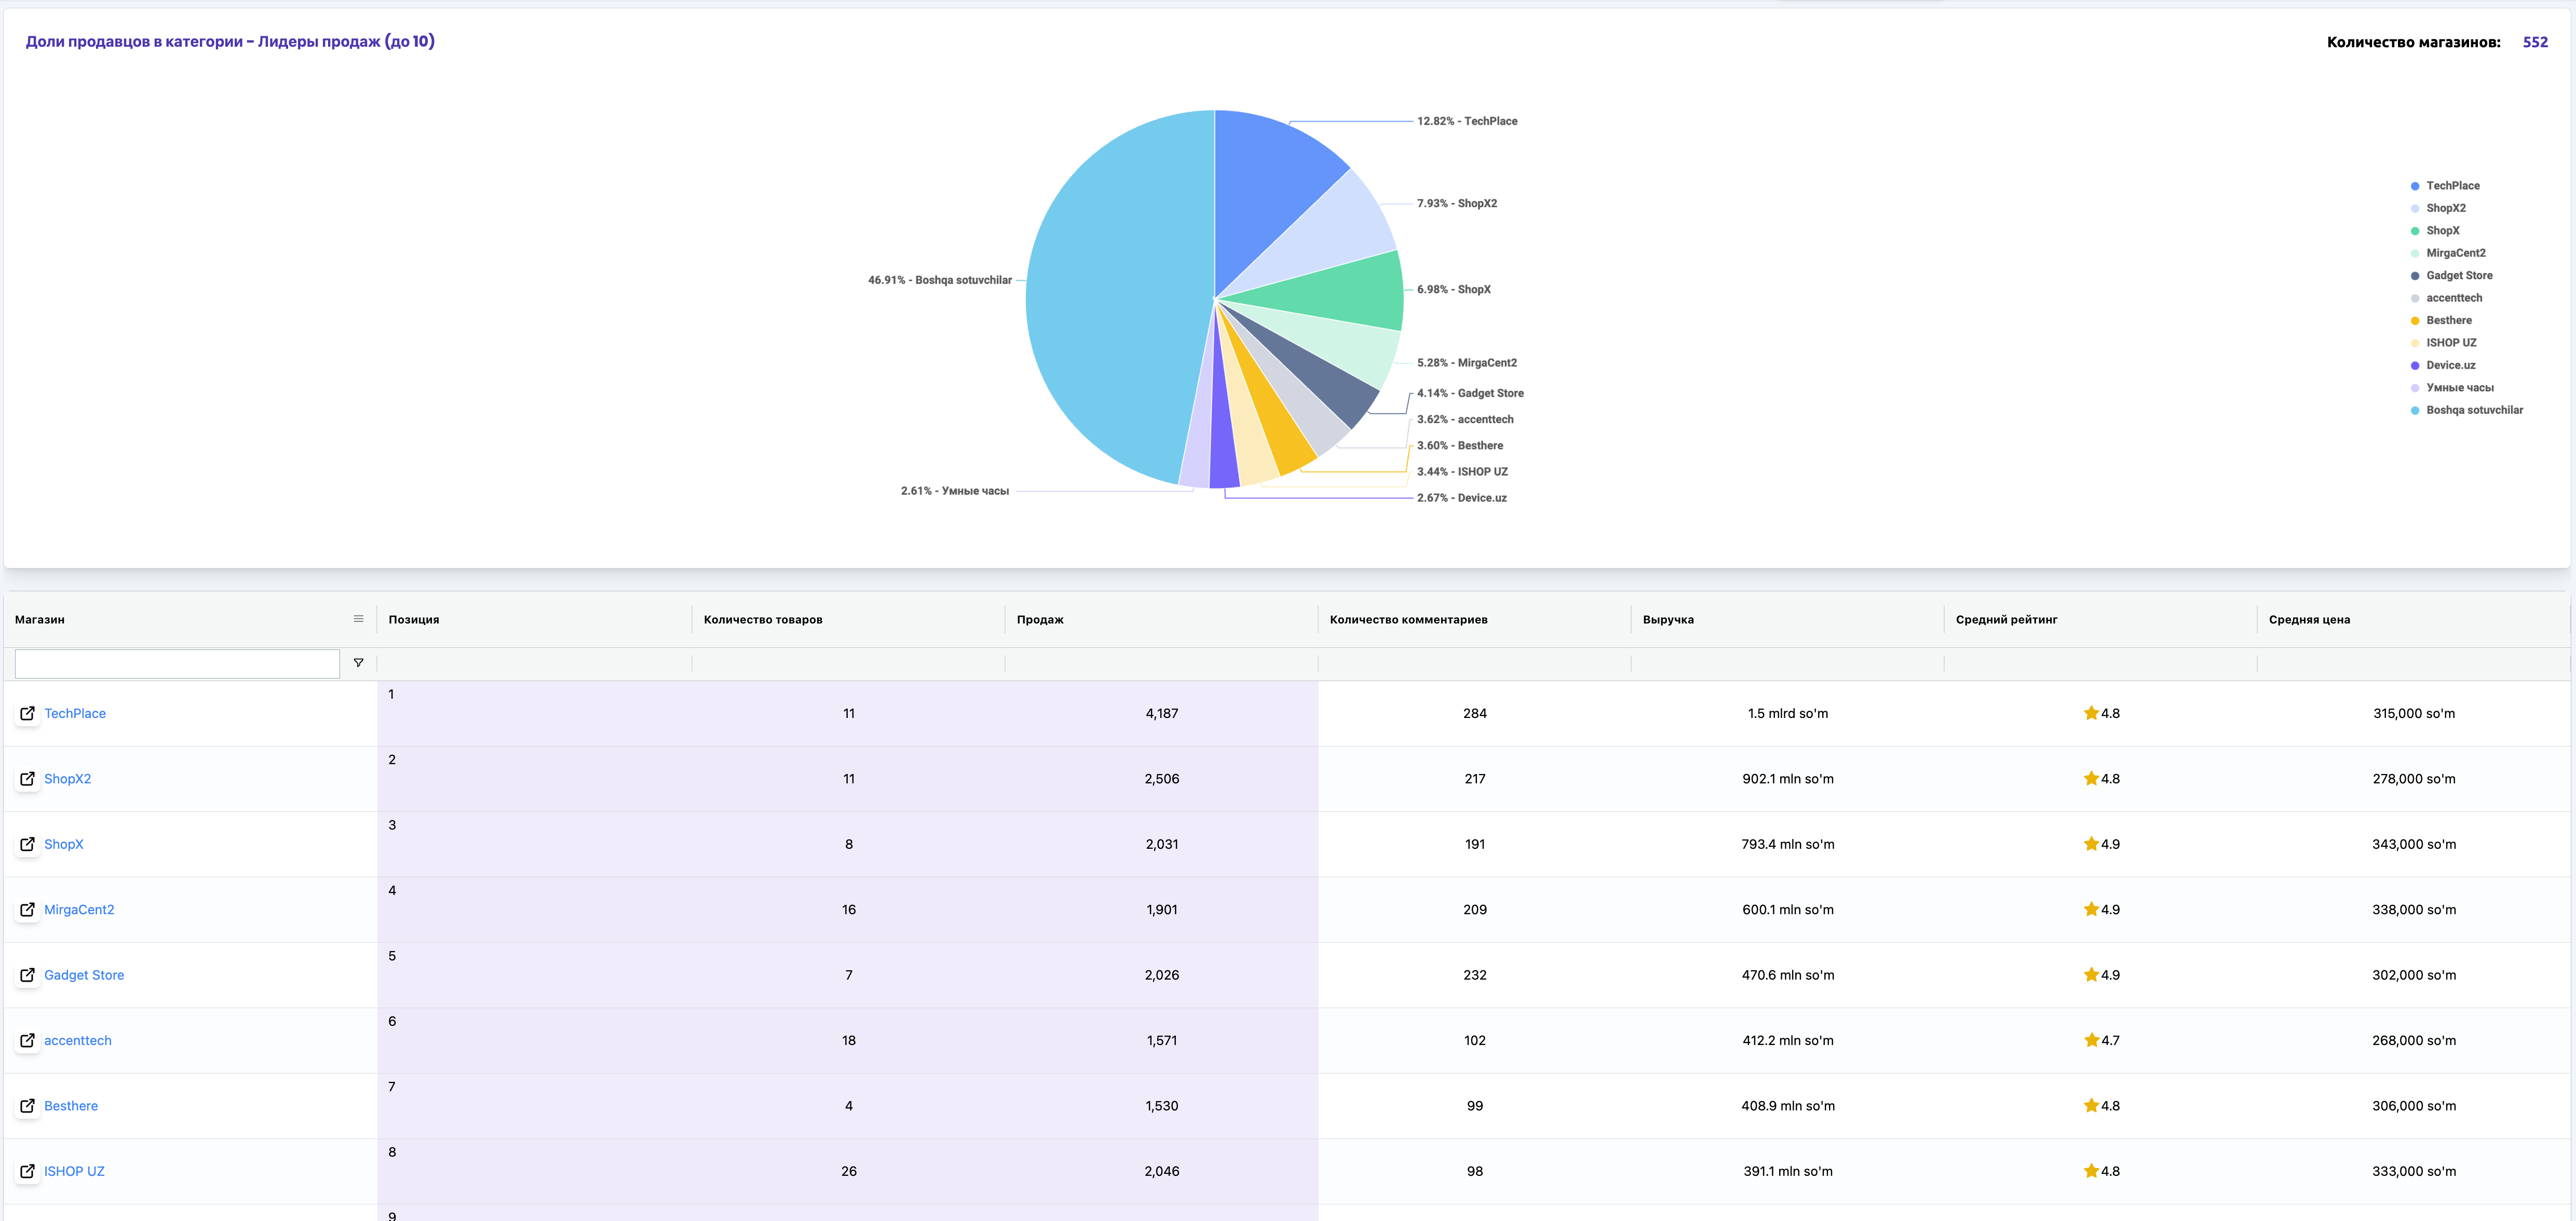 Доли продавцов в категории – Лидеры продаж (до 10)
Количество магазинов: 552
12.82% - TechPlace
7.93% - ShopX2
6.98% - ShopX
5.28% - MirgaCent2
4.14% - Gadget Store
3.62% - accenttech
3.60% - Besthere
3.44% - ISHOP UZ
2.67% - Device.uz
2.61% - Умные часы
46.91% - Boshqa sotuvchilar
TechPlace
ShopX2
ShopX
MirgaCent2
Gadget Store
accenttech
Besthere
ISHOP UZ
Device.uz
Умные часы
Boshqa sotuvchilar
Магазин Позиция Количество товаров Продаж Количество комментариев Выручка Средний рейтинг Средняя цена
TechPlace 1 11 4,187 284 1.5 mlrd so'm 4.8 315,000 so'm
ShopX2 2 11 2,506 217 902.1 mln so'm 4.8 278,000 so'm
ShopX 3 8 2,031 191 793.4 mln so'm 4.9 343,000 so'm
MirgaCent2 4 16 1,901 209 600.1 mln so'm 4.9 338,000 so'm
Gadget Store 5 7 2,026 232 470.6 mln so'm 4.9 302,000 so'm
accenttech 6 18 1,571 102 412.2 mln so'm 4.7 268,000 so'm
Besthere 7 4 1,530 99 408.9 mln so'm 4.8 306,000 so'm
ISHOP UZ 8 26 2,046 98 391.1 mln so'm 4.8 333,000 so'm
9